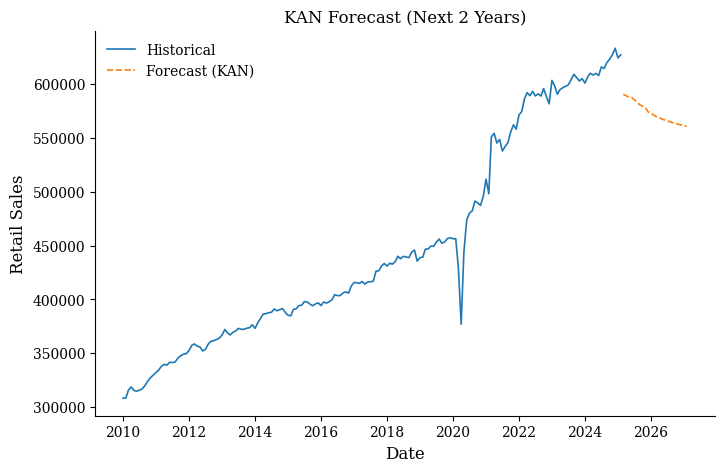 KAN Forecast (Next 2 Years)
Historical
Forecast (KAN)
Retail Sales
600000
550000
500000
450000
400000
350000
300000
2010 2012 2014 2016 2018 2020 2022 2024 2026
Date